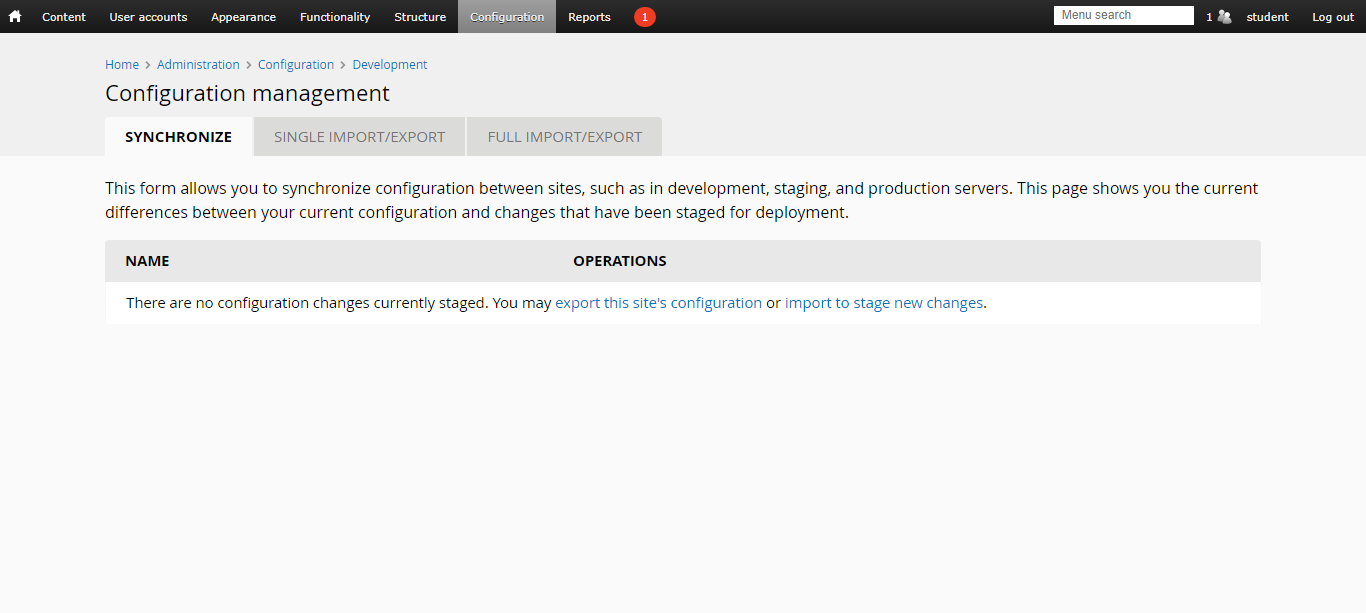 Content User accounts Appearance Functionality Structure Configuration Reports 1 Menu search 1 student Log out
Home › Administration › Configuration › Development
Configuration management
SYNCHRONIZE SINGLE IMPORT/EXPORT FULL IMPORT/EXPORT
This form allows you to synchronize configuration between sites, such as in development, staging, and production servers. This page shows you the current
differences between your current configuration and changes that have been staged for deployment.
NAME OPERATIONS
There are no configuration changes currently staged. You may export this site's configuration or import to stage new changes.